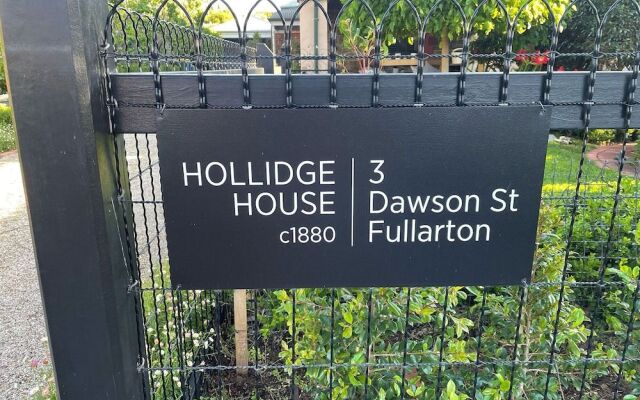 HOLLIDGE
HOUSE
c1880
3
Dawson St
Fullarton